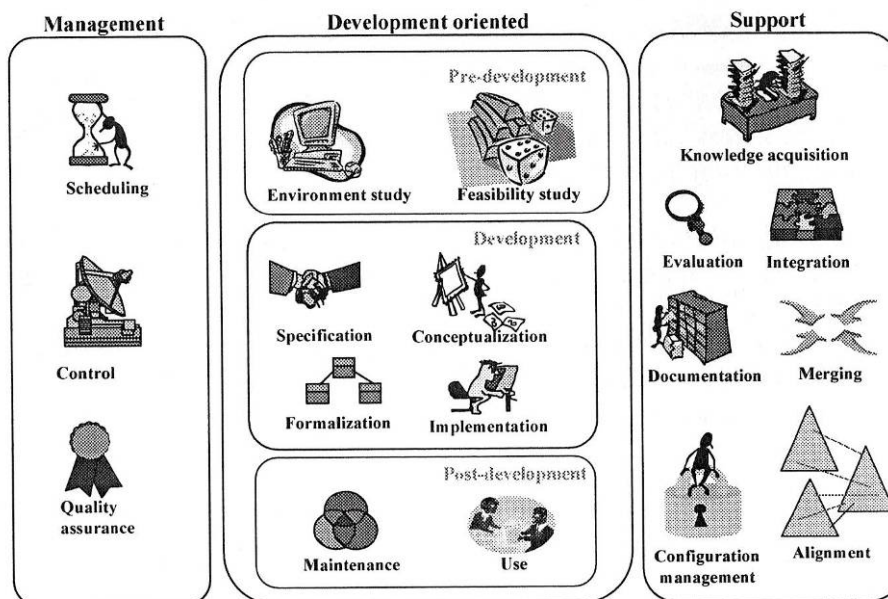 Management
Scheduling
Control
Quality
assurance
Development oriented
Pre-development
Environment study
Feasibility study
Development
Specification
Conceptualization
Formalization
Implementation
Post-development
Maintenance
Use
Support
Knowledge acquisition
Evaluation
Integration
Documentation
Merging
Configuration
management
Alignment